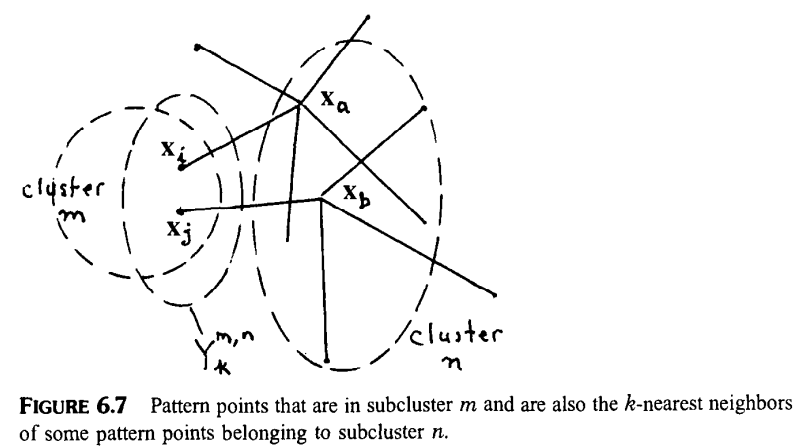 x_a
x_i
cluster
m
x_b
x_j
Y_k^{m,n}
cluster
n
FIGURE 6.7 Pattern points that are in subcluster m and are also the k-nearest neighbors
of some pattern points belonging to subcluster n.